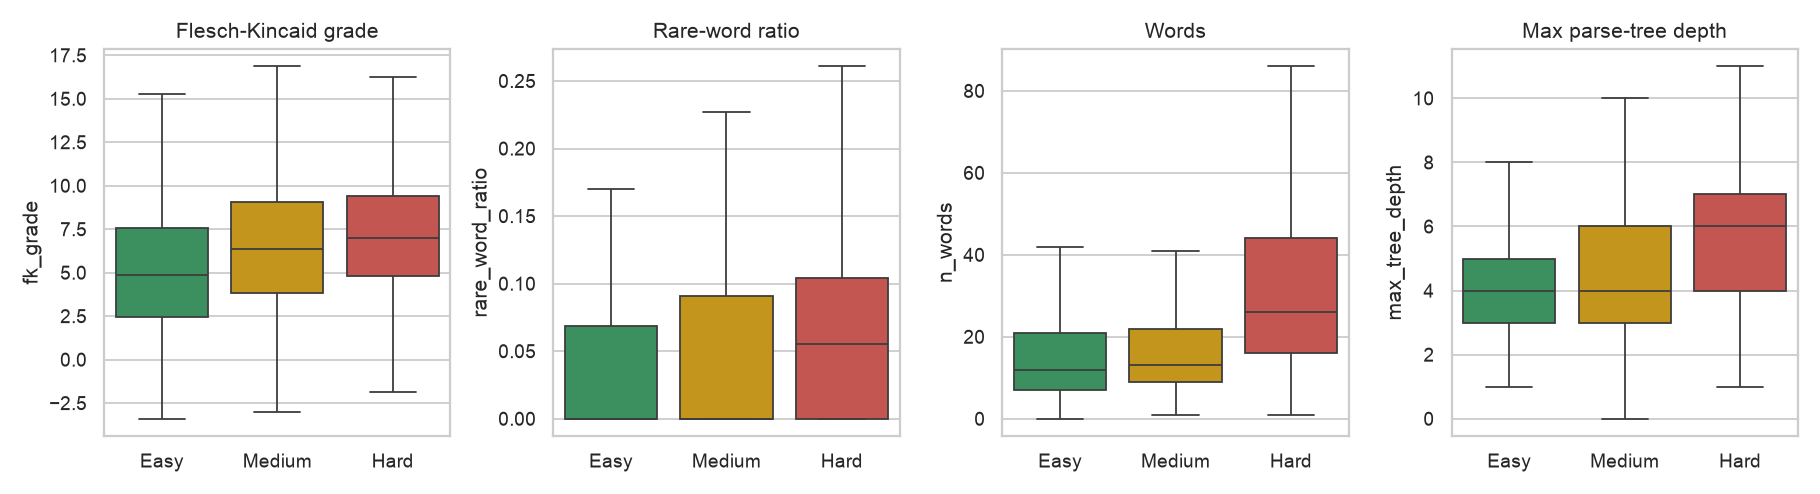 Flesch-Kincaid grade
fk_grade
17.5
15.0
12.5
10.0
7.5
5.0
2.5
0.0
−2.5
Easy Medium Hard
Rare-word ratio
rare_word_ratio
0.25
0.20
0.15
0.10
0.05
0.00
Easy Medium Hard
Words
n_words
80
60
40
20
0
Easy Medium Hard
Max parse-tree depth
max_tree_depth
10
8
6
4
2
0
Easy Medium Hard